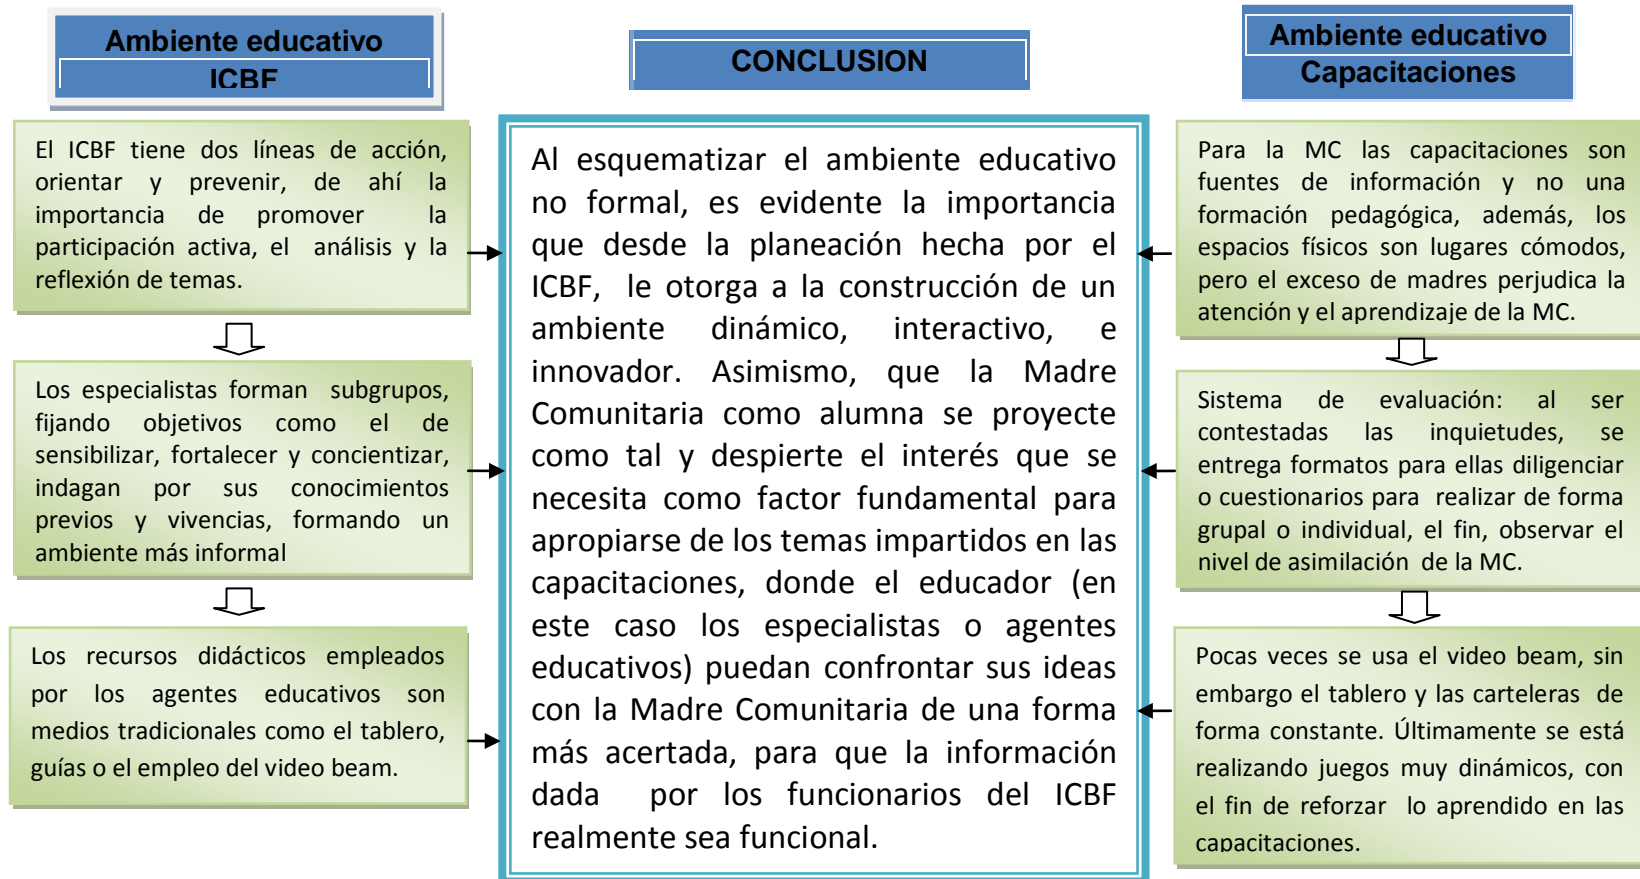 Ambiente educativo
ICBF
El ICBF tiene dos líneas de acción,
orientar y prevenir, de ahí la
importancia de promover la
participación activa, el análisis y la
reflexión de temas.
Los especialistas forman subgrupos,
fijando objetivos como el de
sensibilizar, fortalecer y concientizar,
indagan por sus conocimientos
previos y vivencias, formando un
ambiente más informal
Los recursos didácticos empleados
por los agentes educativos son
medios tradicionales como el tablero,
guías o el empleo del video beam.
CONCLUSION
Al esquematizar el ambiente educativo
no formal, es evidente la importancia
que desde la planeación hecha por el
ICBF, le otorga a la construcción de un
ambiente dinámico, interactivo, e
innovador. Asimismo, que la Madre
Comunitaria como alumna se proyecte
como tal y despierte el interés que se
necesita como factor fundamental para
apropiarse de los temas impartidos en las
capacitaciones, donde el educador (en
este caso los especialistas o agentes
educativos) puedan confrontar sus ideas
con la Madre Comunitaria de una forma
más acertada, para que la información
dada por los funcionarios del ICBF
realmente sea funcional.
Ambiente educativo
Capacitaciones
Para la MC las capacitaciones son
fuentes de información y no una
formación pedagógica, además, los
espacios físicos son lugares cómodos,
pero el exceso de madres perjudica la
atención y el aprendizaje de la MC.
Sistema de evaluación: al ser
contestadas las inquietudes, se
entrega formatos para ellas diligenciar
o cuestionarios para realizar de forma
grupal o individual, el fin, observar el
nivel de asimilación de la MC.
Pocas veces se usa el video beam, sin
embargo el tablero y las carteleras de
forma constante. Últimamente se está
realizando juegos muy dinámicos, con
el fin de reforzar lo aprendido en las
capacitaciones.